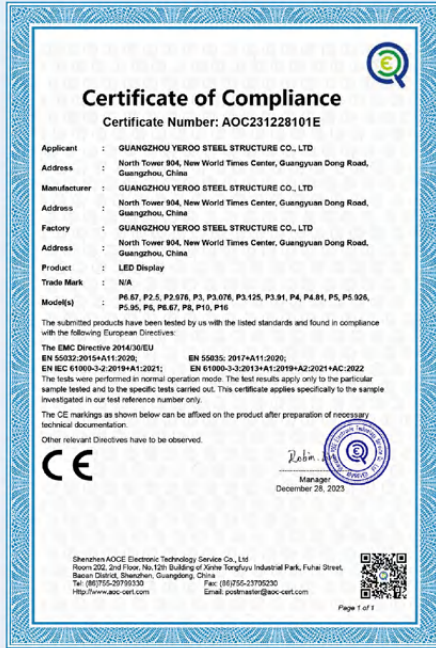 Certificate of Compliance
Certificate Number: AOC231228101E
Applicant : GUANGZHOU YEROO STEEL STRUCTURE CO., LTD
Address : North Tower 904, New World Times Center, Guangyuan Dong Road,
Guangzhou, China
Manufacturer : GUANGZHOU YEROO STEEL STRUCTURE CO., LTD
Address : North Tower 904, New World Times Center, Guangyuan Dong Road,
Guangzhou, China
Factory : GUANGZHOU YEROO STEEL STRUCTURE CO., LTD
Address : North Tower 904, New World Times Center, Guangyuan Dong Road,
Guangzhou, China
Product : LED Display
Trade Mark : N/A
Model(s) : P6.67, P2.5, P2.976, P3, P3.076, P3.125, P3.91, P4, P4.81, P5, P5.926,
P5.95, P6, P6.67, P8, P10, P16
The submitted products have been tested by us with the listed standards and found in compliance
with the following European Directives:
The EMC Directive 2014/30/EU
EN 55032:2015+A11:2020; EN 55035: 2017+A11:2020;
EN IEC 61000-3-2:2019+A1:2021; EN 61000-3-3:2013+A1:2019+A2:2021+AC:2022
The tests were performed in normal operation mode. The test results apply only to the particular
sample tested and to the specific tests carried out. This certificate applies specifically to the sample
investigated in our test reference number only.
The CE markings as shown below can be affixed on the product after preparation of necessary
technical documentation.
Other relevant Directives have to be observed.
CE
Robin
Manager
December 28, 2023
Shenzhen AOCE Electronic Technology Service Co., Ltd
Room 202, 2nd Floor, No.12th Building of Xinhe Tongfuyu Industrial Park, Fuhai Street,
Baoan District, Shenzhen, Guangdong, China
Tel: (86)755-29799330 Fax: (86)755-23705230
Http://www.aoc-cert.com Email: postmaster@aoc-cert.com
Page 1 of 1